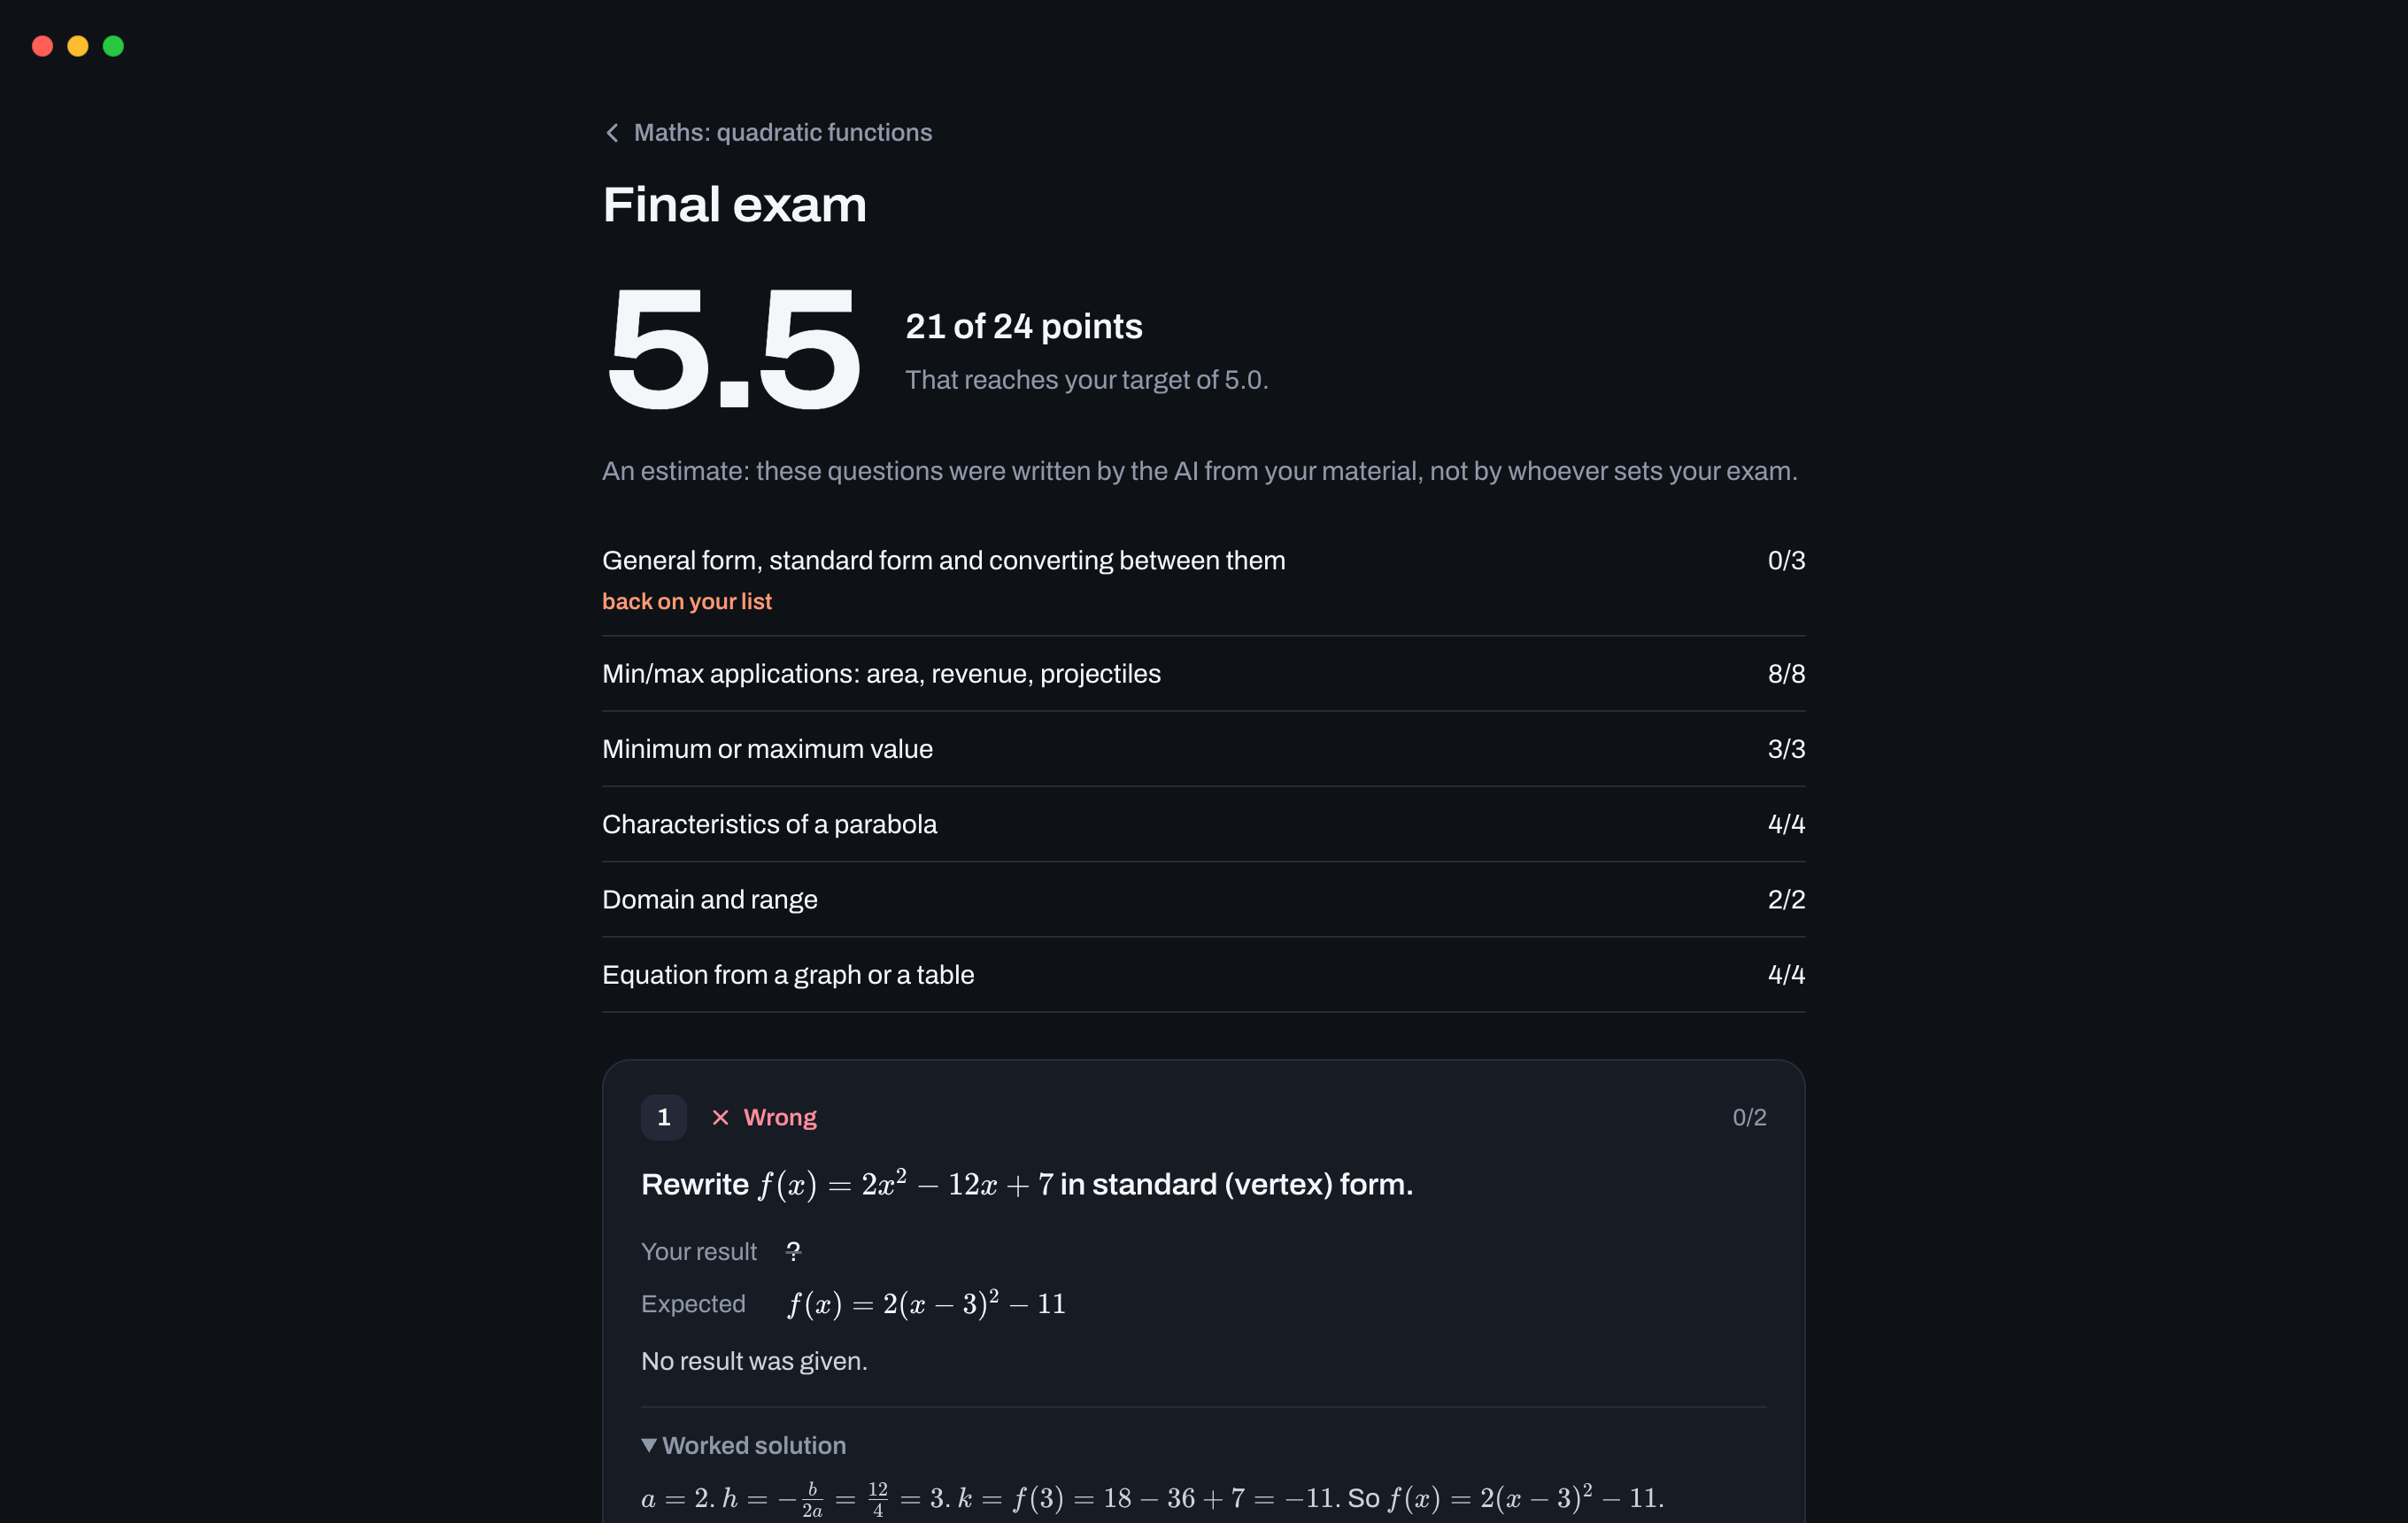 Maths: quadratic functions
Final exam
5.5
21 of 24 points
That reaches your target of 5.0.
An estimate: these questions were written by the AI from your material, not by whoever sets your exam.
General form, standard form and converting between them 0/3
back on your list
Min/max applications: area, revenue, projectiles 8/8
Minimum or maximum value 3/3
Characteristics of a parabola 4/4
Domain and range 2/2
Equation from a graph or a table 4/4
1 × Wrong 0/2
Rewrite f(x) = 2x² − 12x + 7 in standard (vertex) form.
Your result ?
Expected f(x) = 2(x − 3)² − 11
No result was given.
▼ Worked solution
a = 2. h = −b/2a = 12/4 = 3. k = f(3) = 18 − 36 + 7 = −11. So f(x) = 2(x − 3)² − 11.